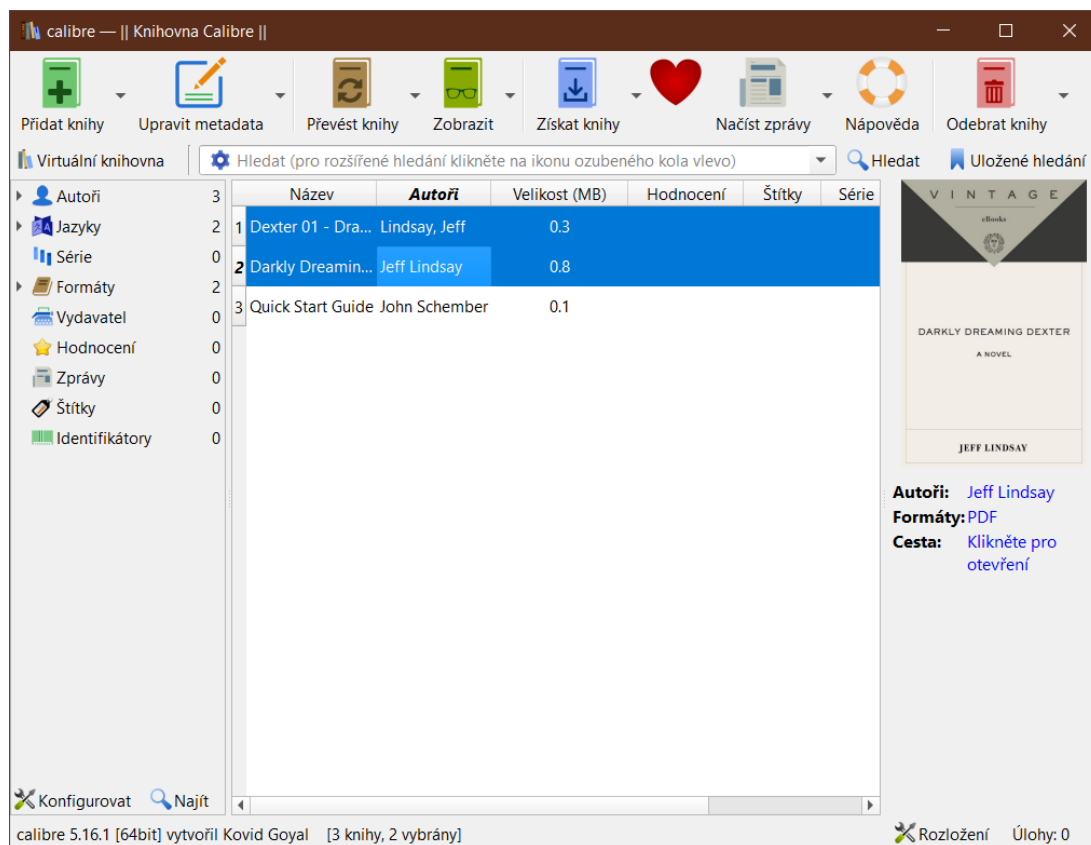 calibre — || Knihovna Calibre ||
Přidat knihy Upravit metadata Převést knihy Zobrazit Získat knihy Načíst zprávy Nápověda Odebrat knihy
Virtuální knihovna Hledat (pro rozšířené hledání klikněte na ikonu ozubeného kola vlevo) Hledat Uložené hledání
Autoři 3
Jazyky 2
Série 0
Formáty 2
Vydavatel 0
Hodnocení 0
Zprávy 0
Štítky 0
Identifikátory 0
Název Autoři Velikost (MB) Hodnocení Štítky Série
1 Dexter 01 - Dra... Lindsay, Jeff 0.3
2 Darkly Dreamin... Jeff Lindsay 0.8
3 Quick Start Guide John Schember 0.1
VINTAGE
eBooks
DARKLY DREAMING DEXTER
A NOVEL
JEFF LINDSAY
Autoři: Jeff Lindsay
Formáty: PDF
Cesta: Klikněte pro
otevření
Konfigurovat Najít
calibre 5.16.1 [64bit] vytvořil Kovid Goyal [3 knihy, 2 vybrány] Rozložení Úlohy: 0